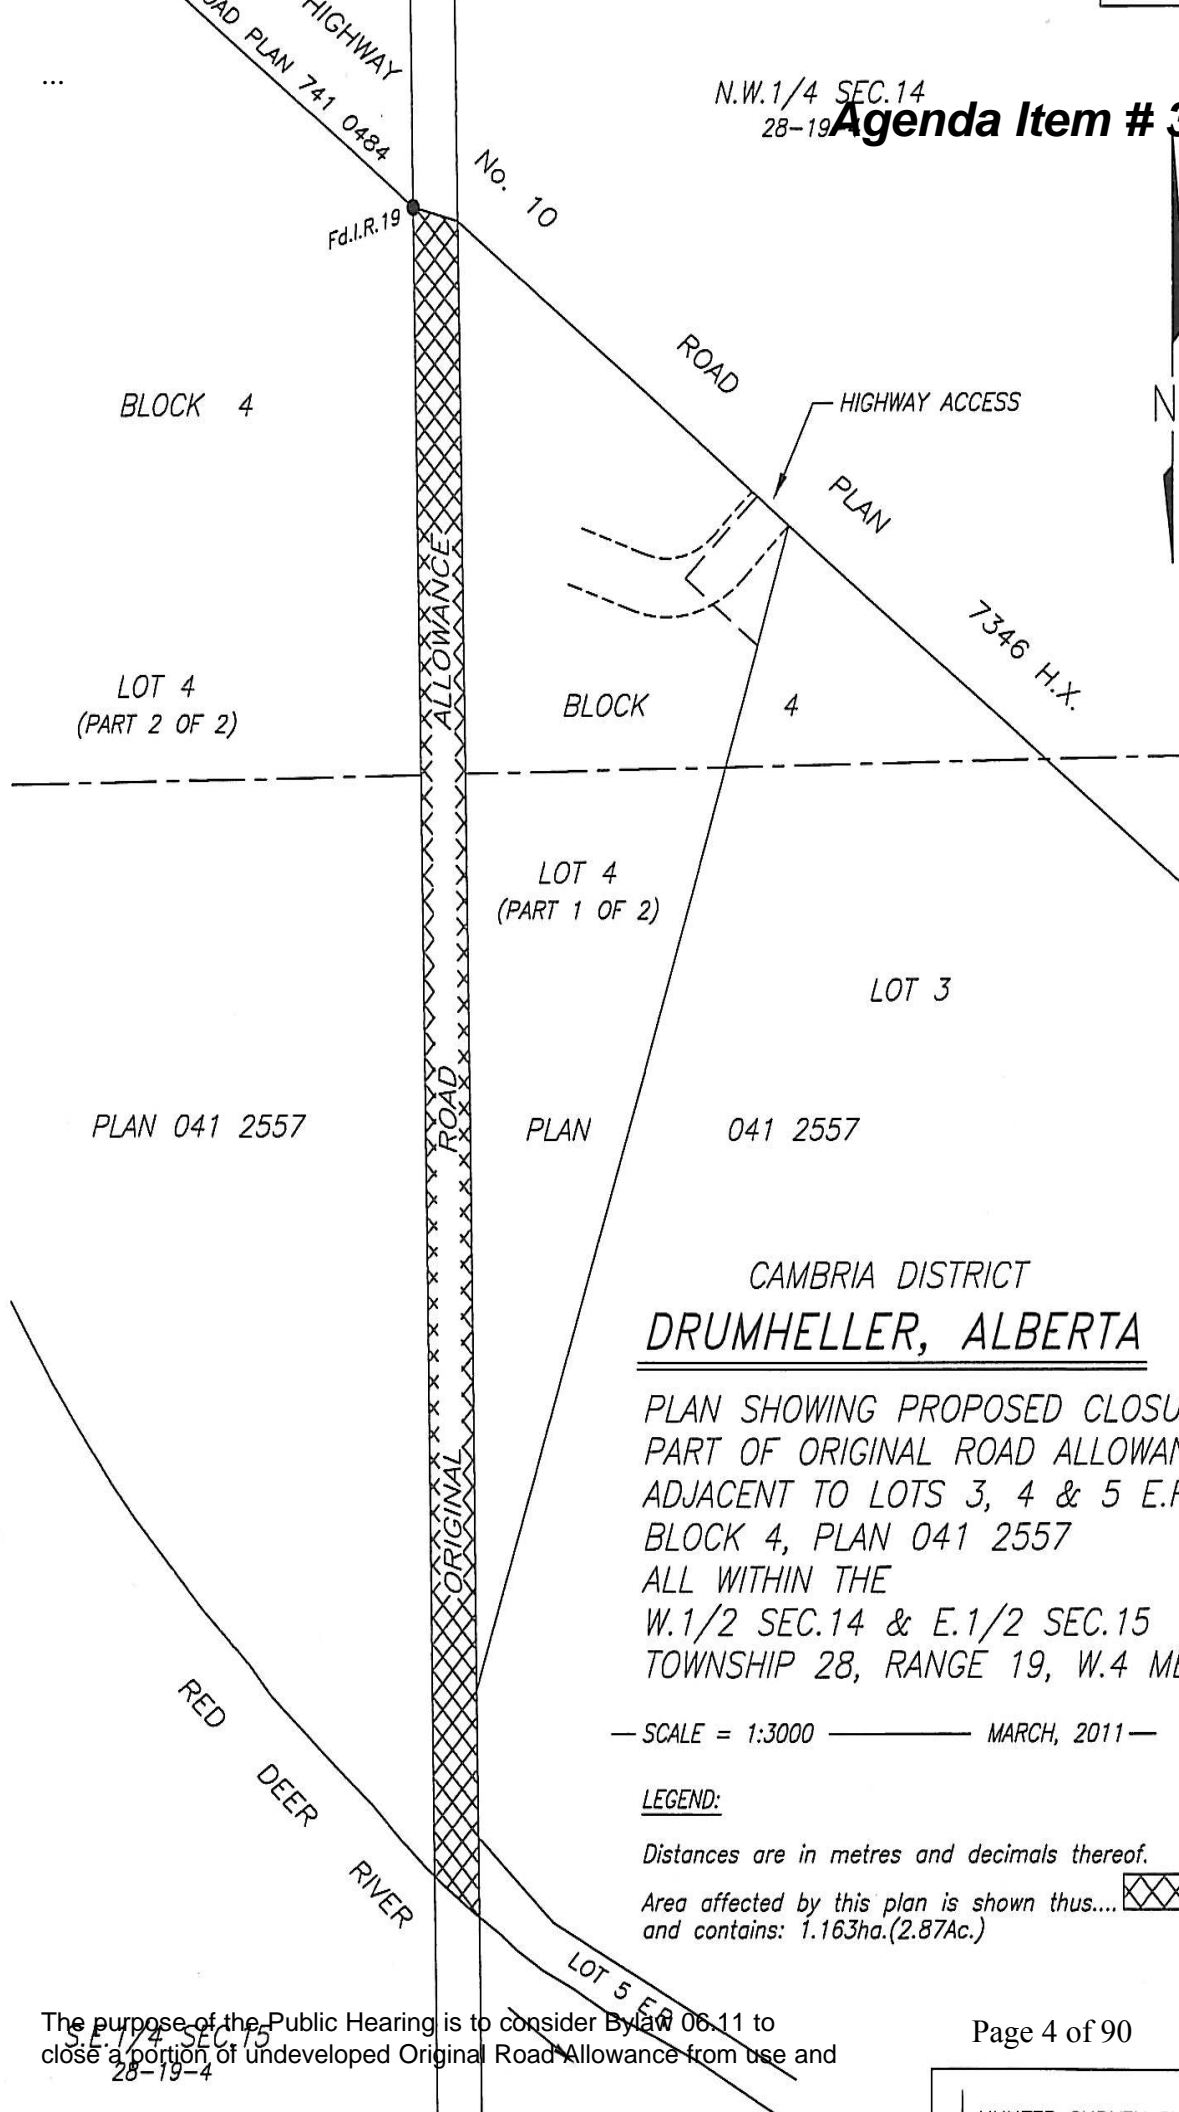 HIGHWAY
ROAD PLAN 741 0484
...
N.W.1/4 SEC.14
28-19-4
Agenda Item # 3
No. 10
Fd.I.R.19
ROAD
BLOCK 4
HIGHWAY ACCESS
N
PLAN
ALLOWANCE
7346 H.X.
LOT 4
(PART 2 OF 2)
BLOCK 4
LOT 4
(PART 1 OF 2)
LOT 3
ROAD
PLAN 041 2557
PLAN 041 2557
CAMBRIA DISTRICT
DRUMHELLER, ALBERTA
PLAN SHOWING PROPOSED
PART OF ORIGINAL ROAD
ADJACENT TO LOTS 3, 4 & 5
BLOCK 4, PLAN 041 2557
ALL WITHIN THE
W.1/2 SEC.14 & E.1/2 SEC.15
TOWNSHIP 28, RANGE 19, W.4
ORIGINAL
SCALE = 1:3000 MARCH, 2011
RED DEER RIVER
LEGEND:
Distances are in metres and decimals thereof.
Area affected by this plan is shown thus....
and contains: 1.163ha.(2.87Ac.)
LOT 5 E.R.
The purpose of the Public Hearing is to consider Bylaw 06.11 to
S.E.1/4 SEC.15
close a portion of undeveloped Original Road Allowance from use and
28-19-4
Page 4 of 90